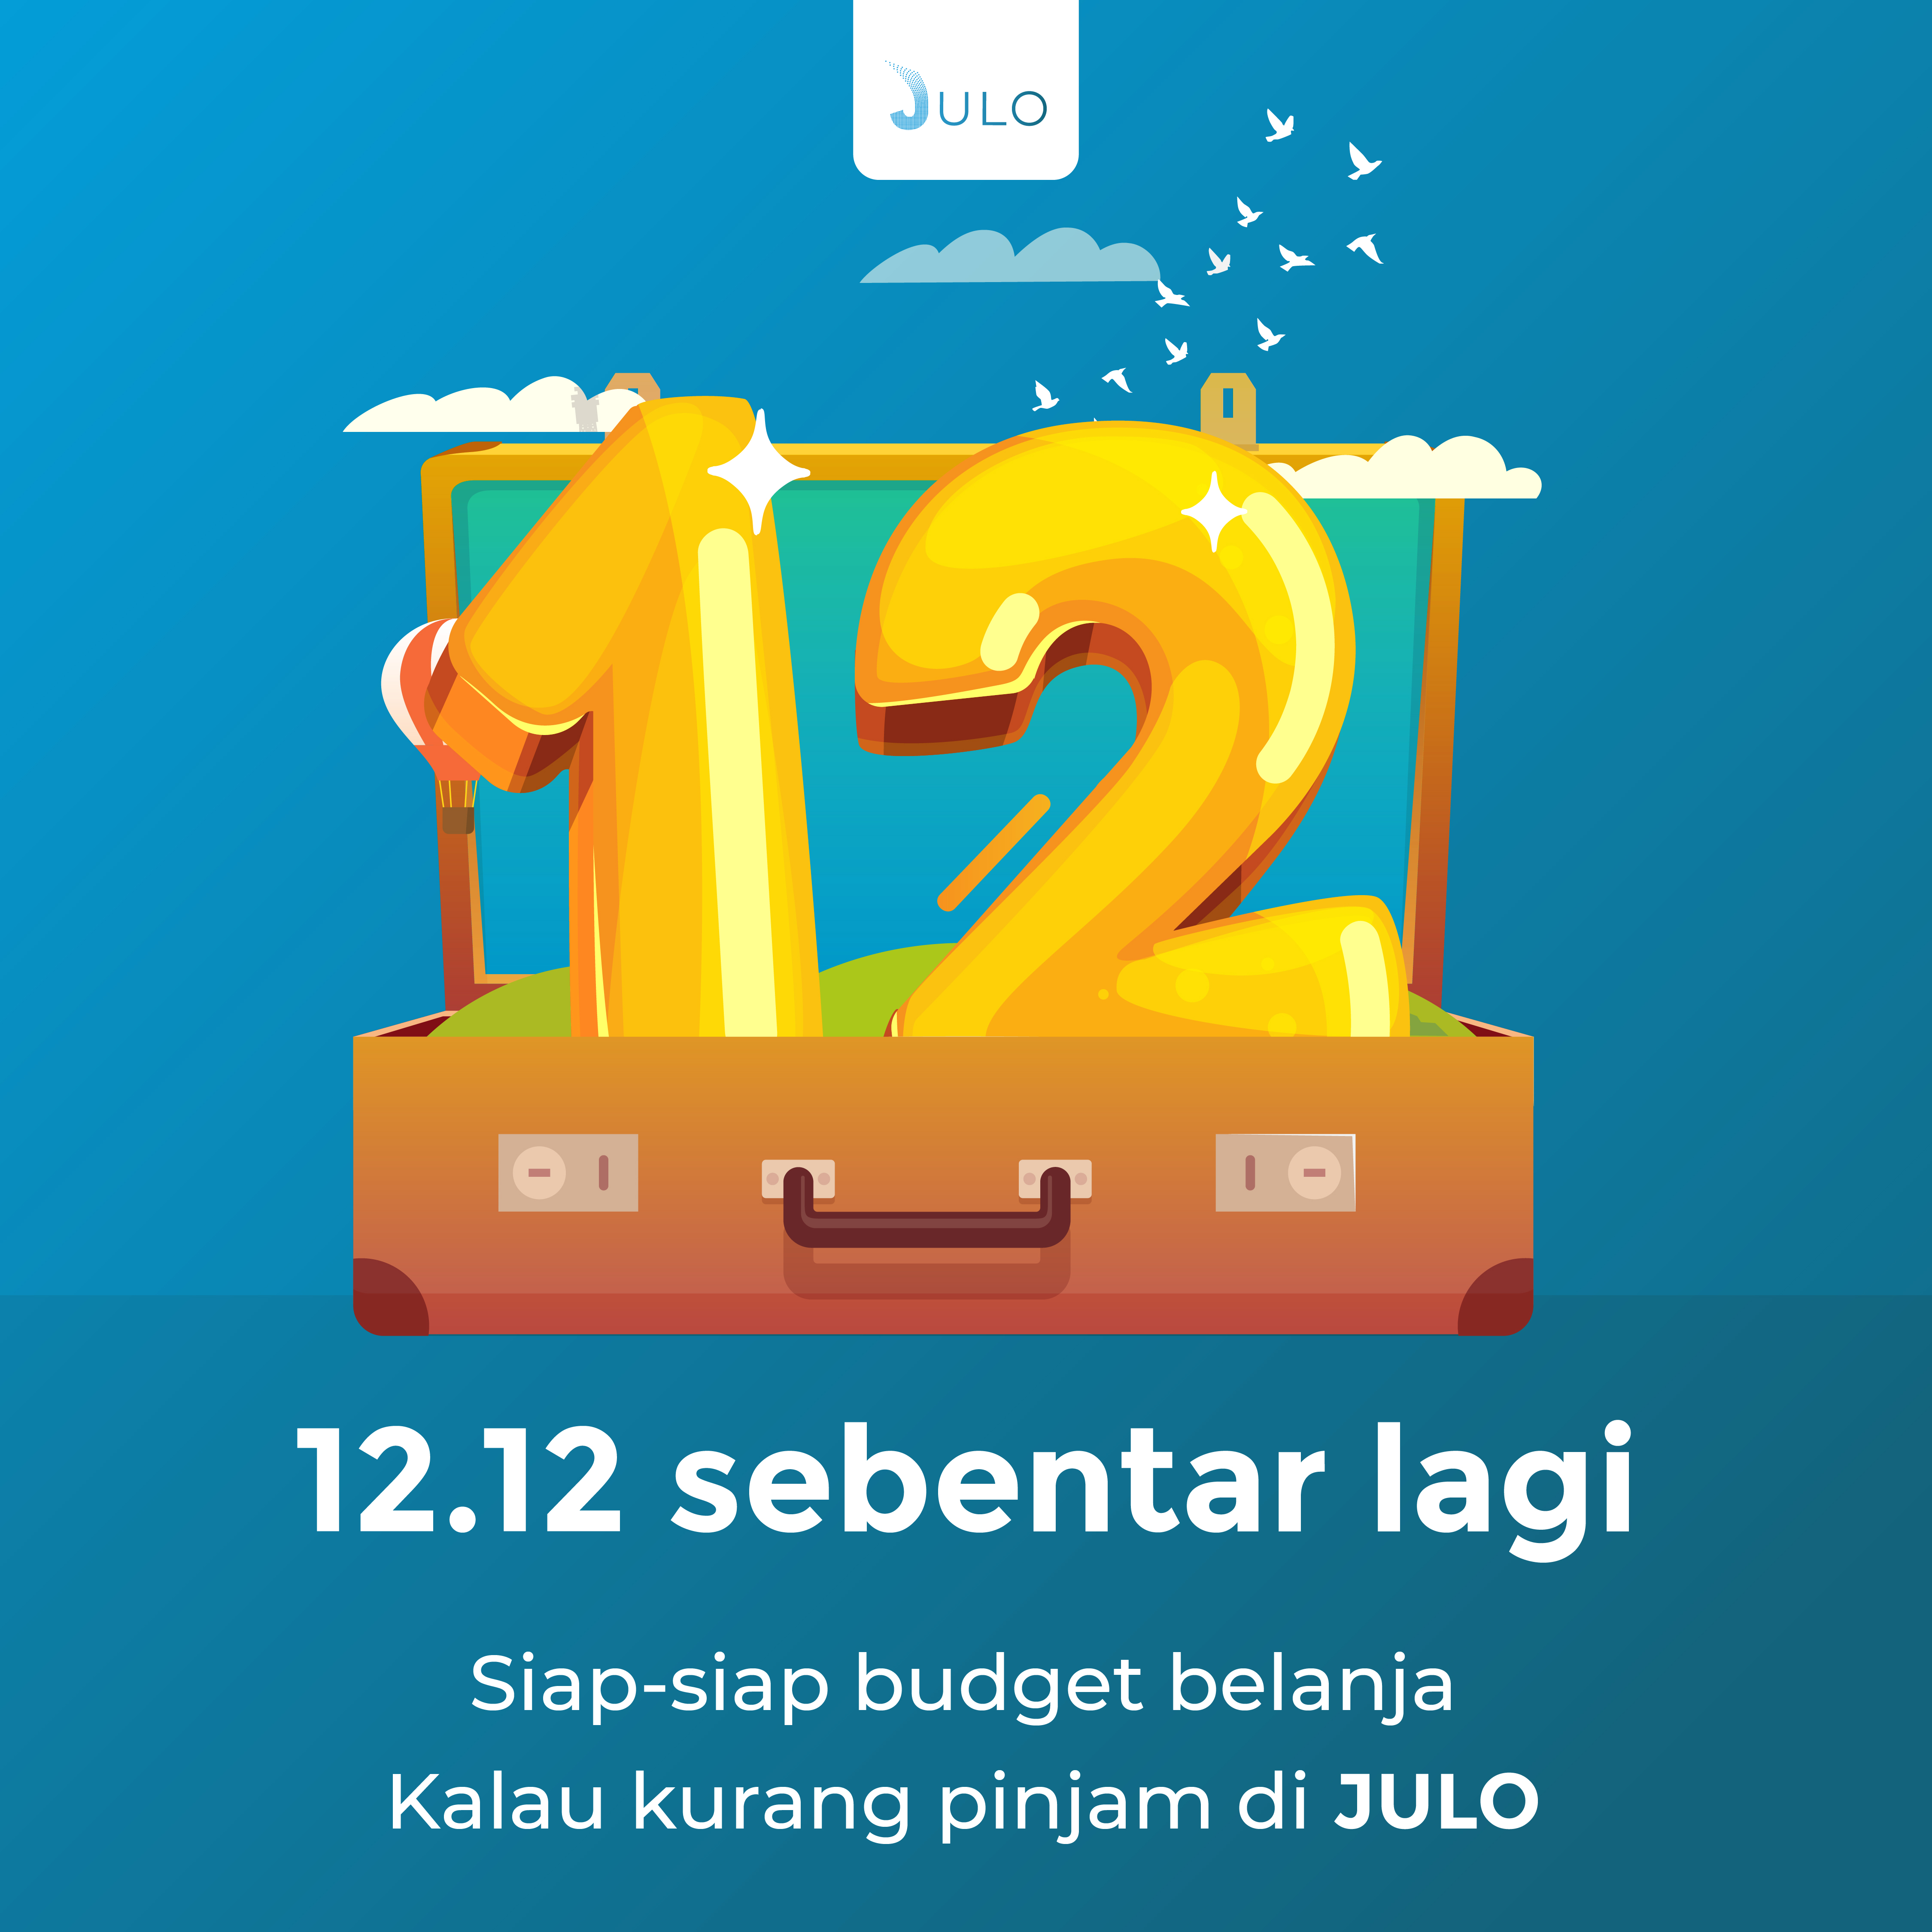 JULO
12
12.12 sebentar lagi
Siap-siap budget belanja
Kalau kurang pinjam di JULO